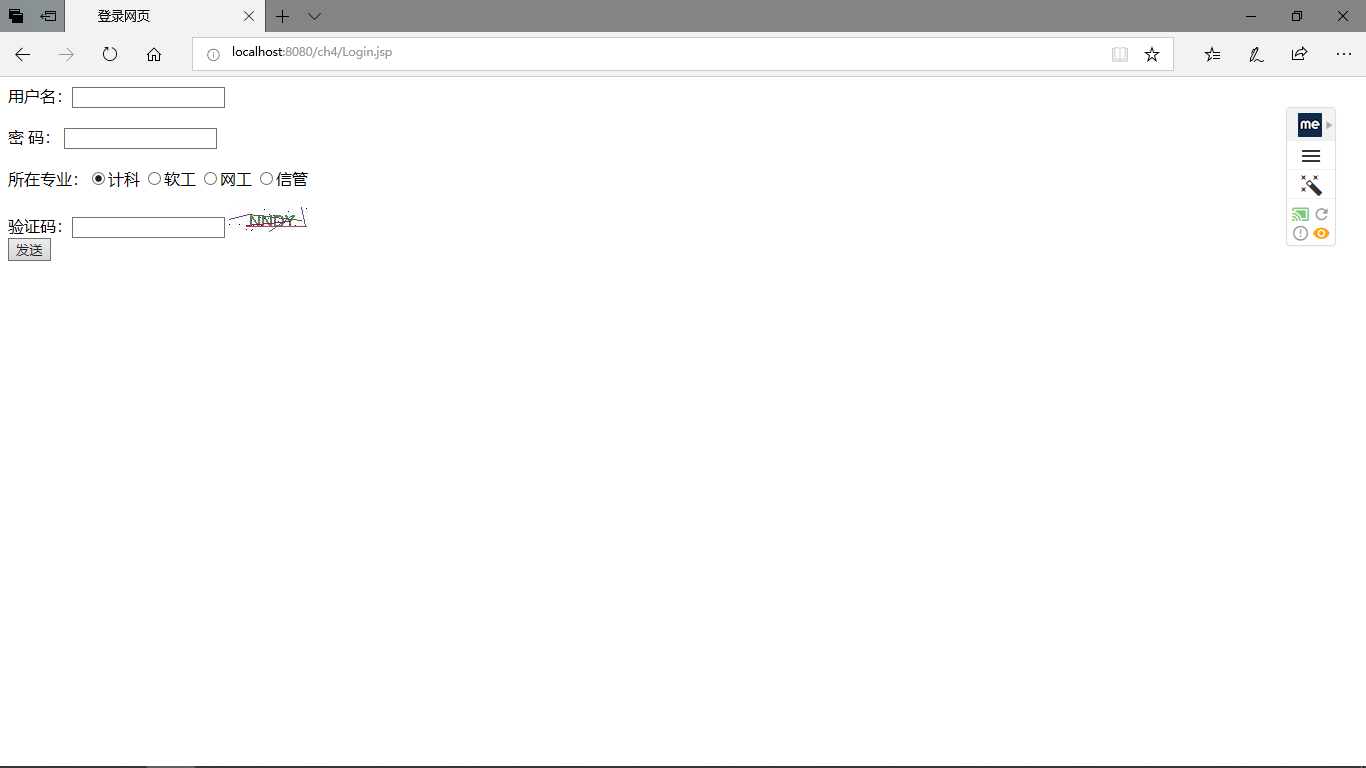 登录网页
localhost:8080/ch4/Login.jsp
用户名：
me
密 码：
所在专业： 计科 软工 网工 信管
验证码： NNDY
发送